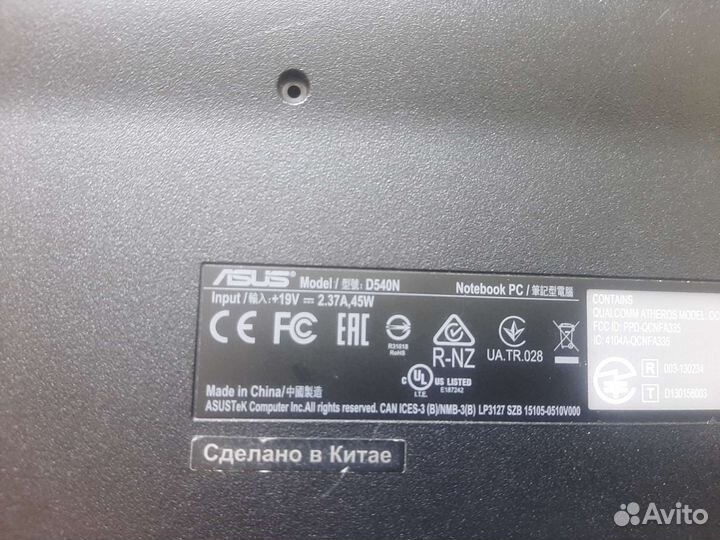 ASUS Model / 型號: D540N Notebook PC / 筆記型電腦
Input / 輸入: +19V ⎓ 2.37A,45W
CE FC EAC
R31818
RoHS
R-NZ
UA.TR.028
c UL US LISTED
I.T.E. E187242
Made in China/中國製造
ASUSTeK Computer Inc.All rights reserved. CAN ICES-3 (B)/NMB-3(B) LP3127 SZB 15105-0510V000
CONTAINS
QUALCOMM ATHEROS MODEL:
FCC ID: PPD-QCNFA335
IC: 4104A-QCNFA335
R 003-130234
T D130156003
Сделано в Китае
Avito